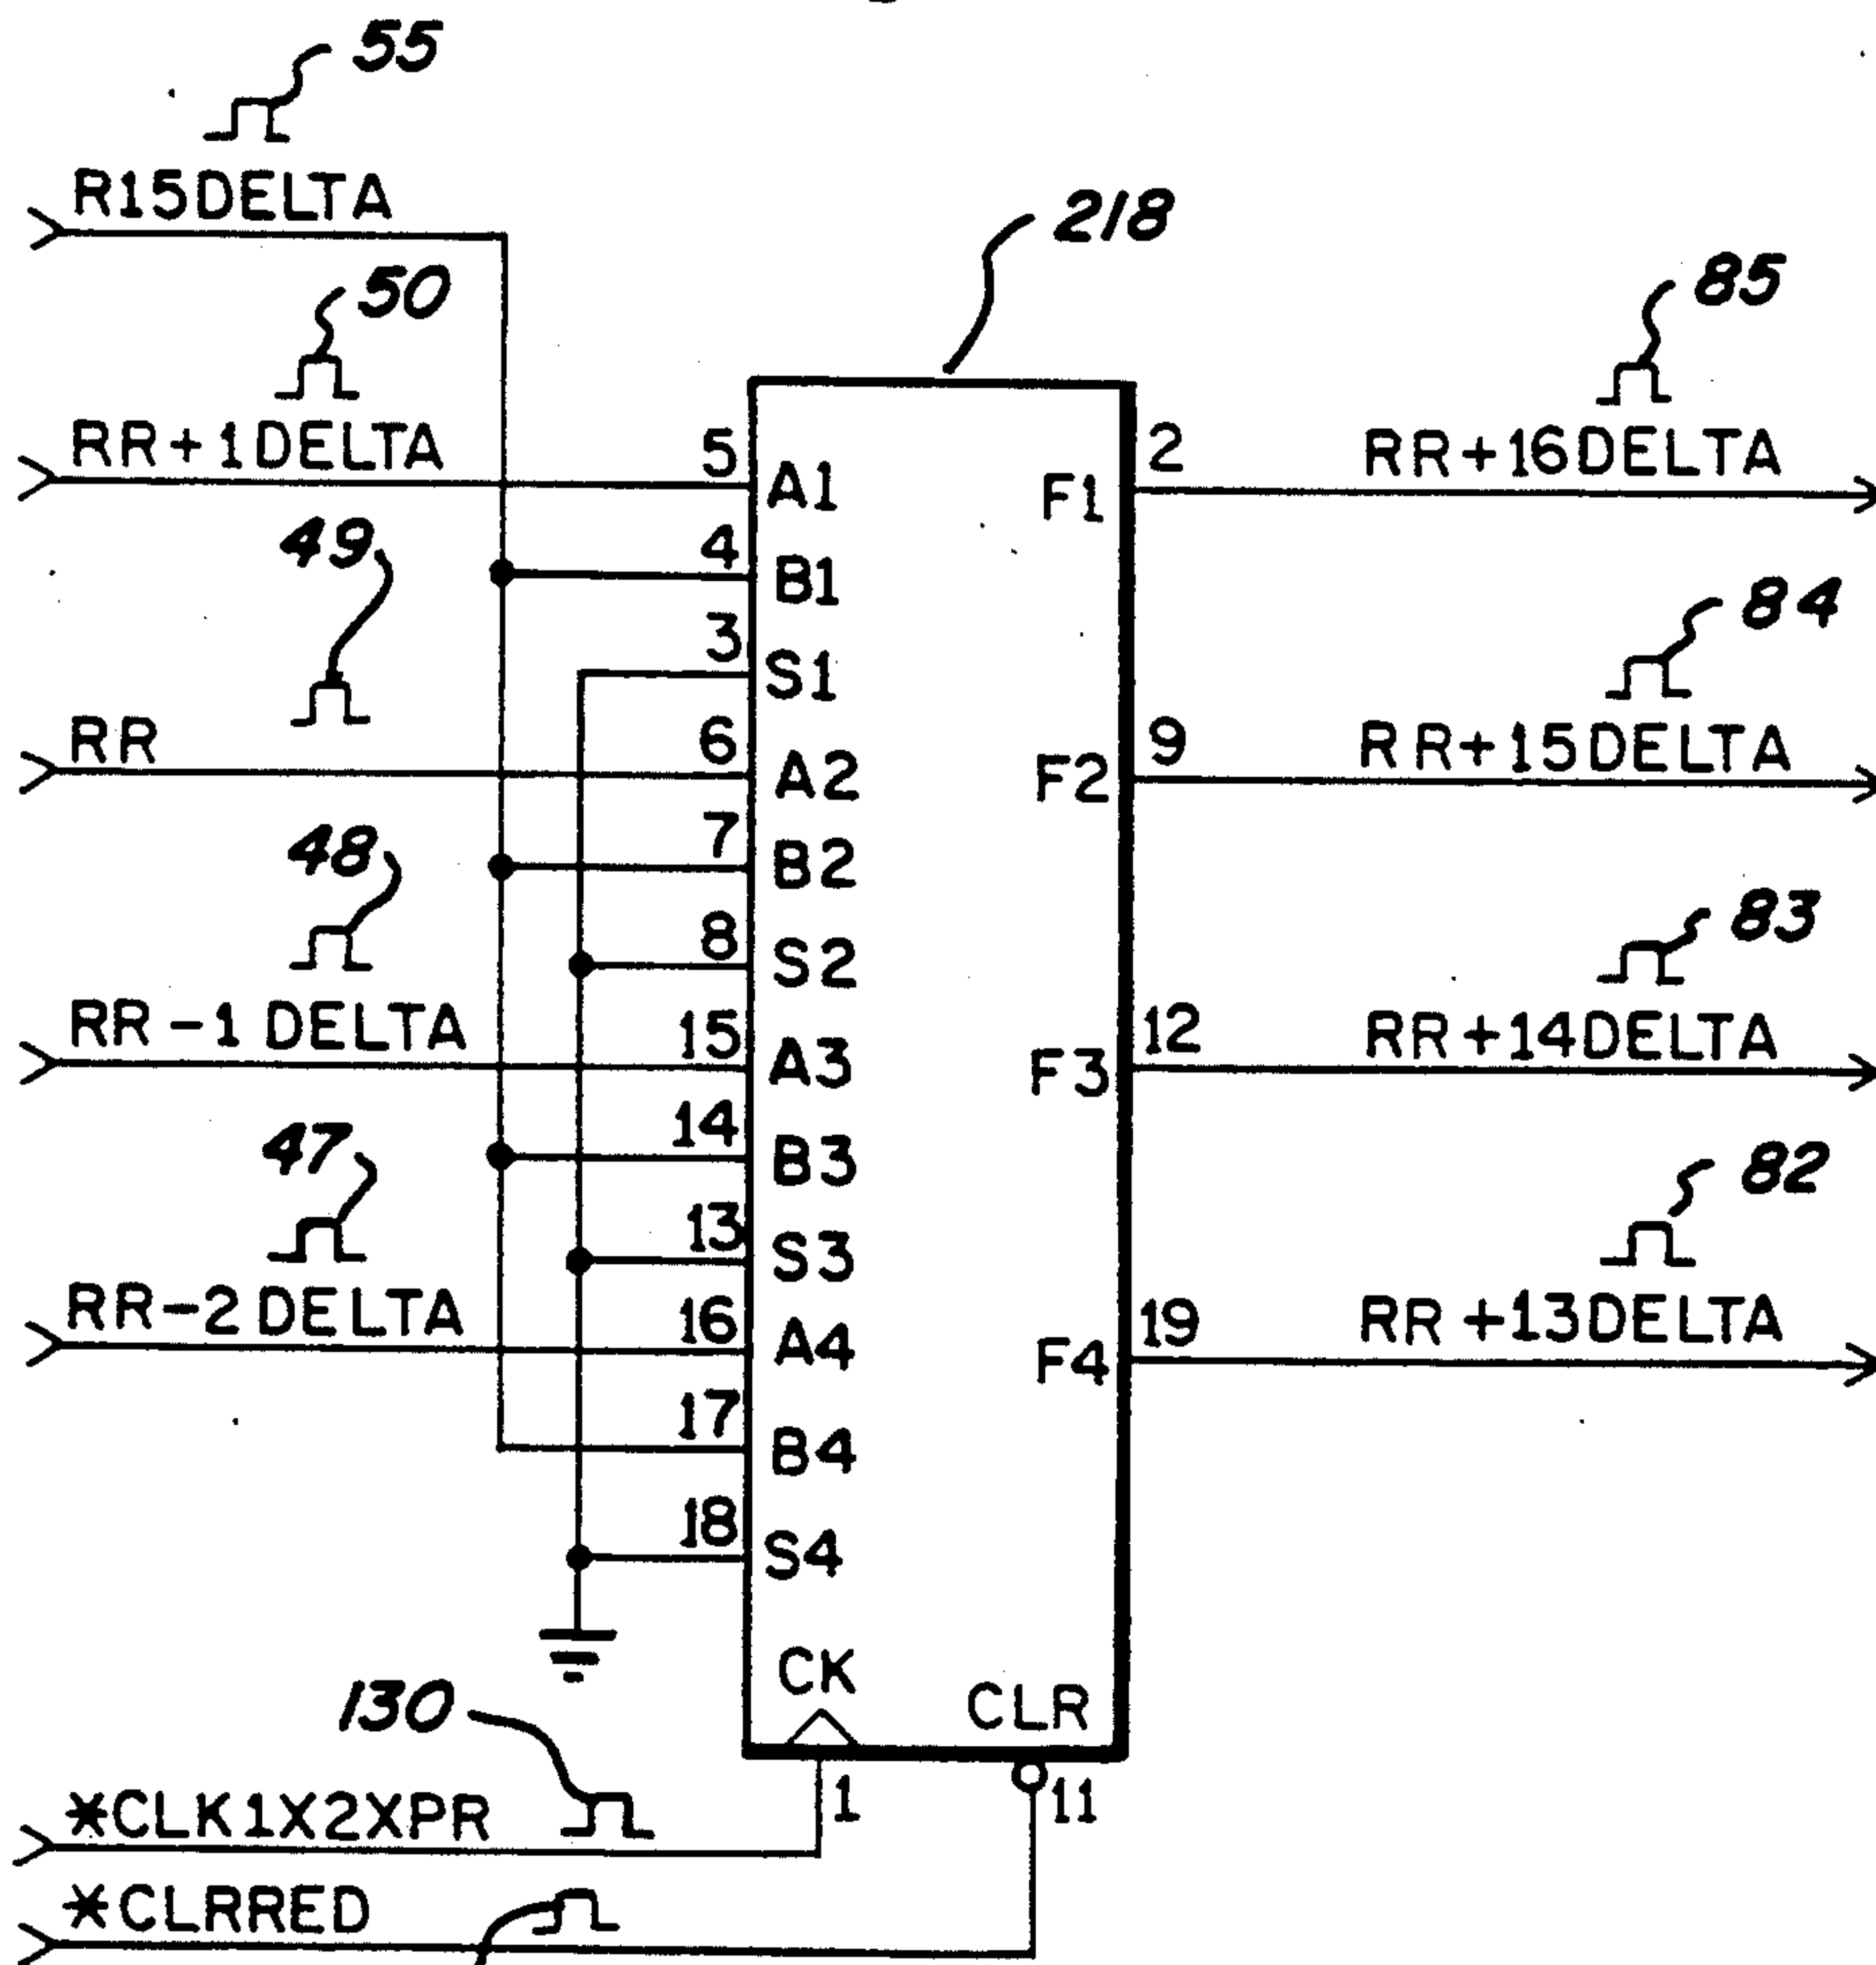 55
R15DELTA
218
50
85
RR+1DELTA
5
A1
F1
2
RR+16DELTA
49
4
B1
3
S1
84
RR
6
A2
F2
9
RR+15DELTA
48
7
B2
8
S2
83
RR-1 DELTA
15
A3
F3
12
RR+14DELTA
47
14
B3
13
S3
82
RR-2 DELTA
16
A4
F4
19
RR+13DELTA
17
B4
18
S4
CK
CLR
130
*CLK1X2XPR
1
11
*CLRRED